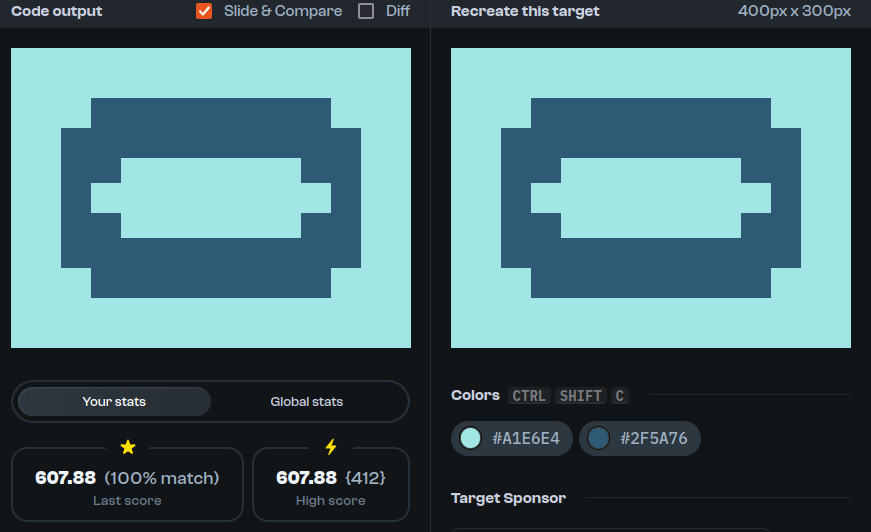 Code output Slide & Compare Diff
Recreate this target 400px x 300px
Your stats Global stats
607.88 (100% match)
Last score
607.88 {412}
High score
Colors CTRL SHIFT C
#A1E6E4 #2F5A76
Target Sponsor